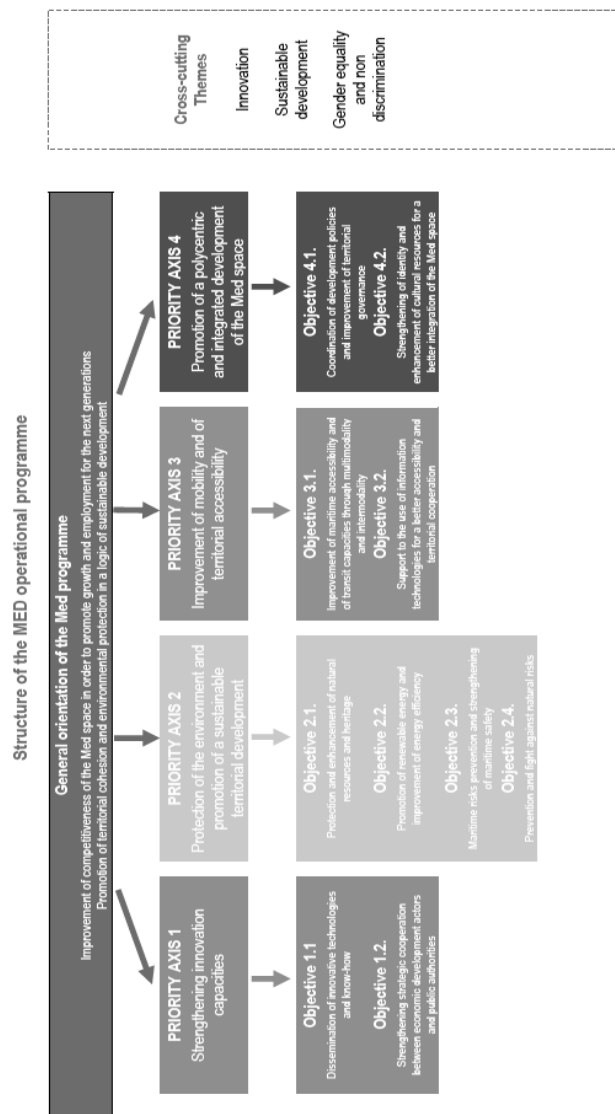 Structure of the MED operational programme
General orientation of the Med programme
Improvement of competitiveness of the Med space in order to promote growth and employment for the next generations
Promotion of territorial cohesion and environmental protection in a logic of sustainable development
PRIORITY AXIS 1
Strengthening innovation
capacities
Objective 1.1
Dissemination of innovative technologies
and know-how
Objective 1.2.
Strengthening strategic cooperation
between economic development actors
and public authorities
PRIORITY AXIS 2
Protection of the environment and
promotion of a sustainable
territorial development
Objective 2.1.
Protection and enhancement of natural
resources and heritage
Objective 2.2.
Promotion of renewable energy and
improvement of energy efficiency
Objective 2.3.
Maritime risks prevention and strengthening
of maritime safety
Objective 2.4.
Prevention and fight against natural risks
PRIORITY AXIS 3
Improvement of mobility and of
territorial accessibility
Objective 3.1.
Improvement of maritime accessibility and
of transit capacities through multimodality
and intermodality
Objective 3.2.
Support to the use of information
technologies for a better accessibility and
territorial cooperation
PRIORITY AXIS 4
Promotion of a polycentric
and integrated development
of the Med space
Objective 4.1.
Coordination of development policies
and improvement of territorial
governance
Objective 4.2.
Strengthening of identity and
enhancement of cultural resources for a
better integration of the Med space
Cross-cutting
Themes
Innovation
Sustainable
development
Gender equality
and non
discrimination